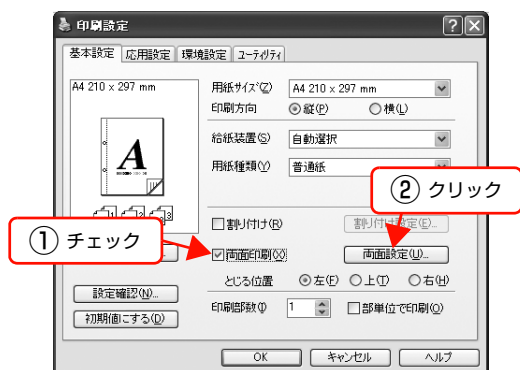 印刷設定
基本設定 応用設定 環境設定 ユーティリティ
A4 210 x 297 mm
用紙サイズ(Z) A4 210 x 297 mm
印刷方向 縦(P) 横(L)
給紙装置(S) 自動選択
用紙種類(Y) 普通紙
② クリック
割り付け(R) 割り付け設定(E)...
① チェック
両面印刷(X) 両面設定(U)...
とじる位置 左(F) 上(T) 右(H)
設定確認(N)...
印刷部数(I) 1 部単位で印刷(O)
初期値にする(D)
OK キャンセル ヘルプ